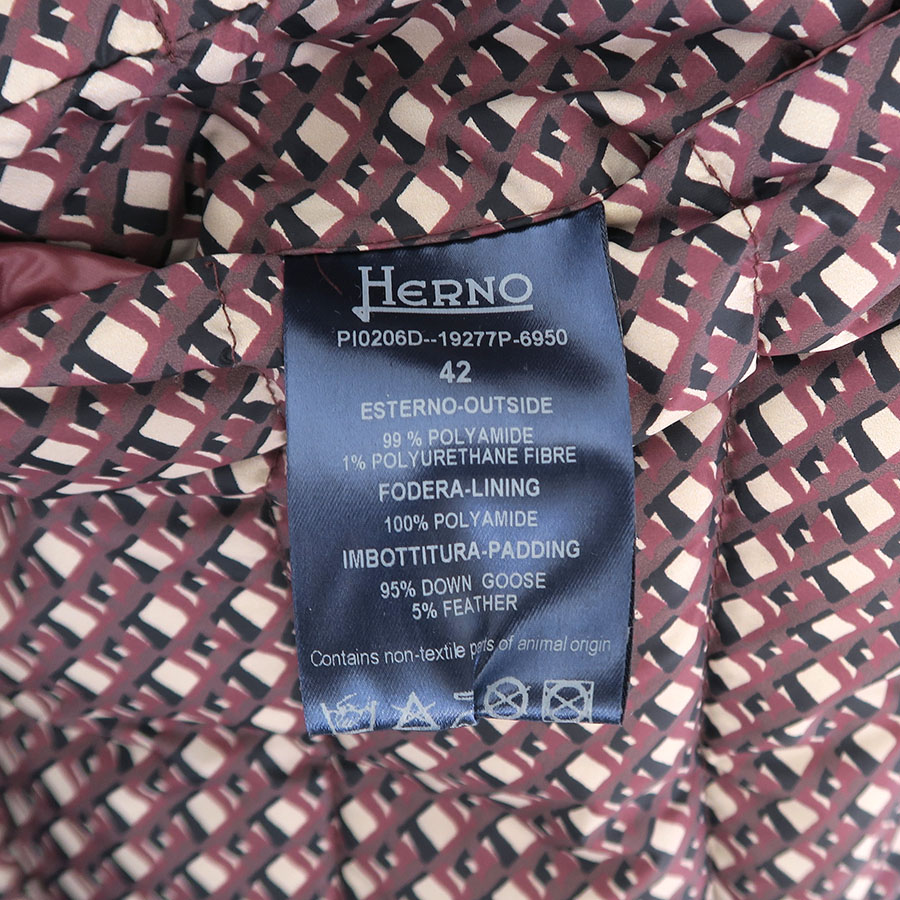 HERNO
PI0206D--19277P-6950
42
ESTERNO-OUTSIDE
99 % POLYAMIDE
1% POLYURETHANE FIBRE
FODERA-LINING
100% POLYAMIDE
IMBOTTITURA-PADDING
95% DOWN GOOSE
5% FEATHER
Contains non-textile parts of animal origin